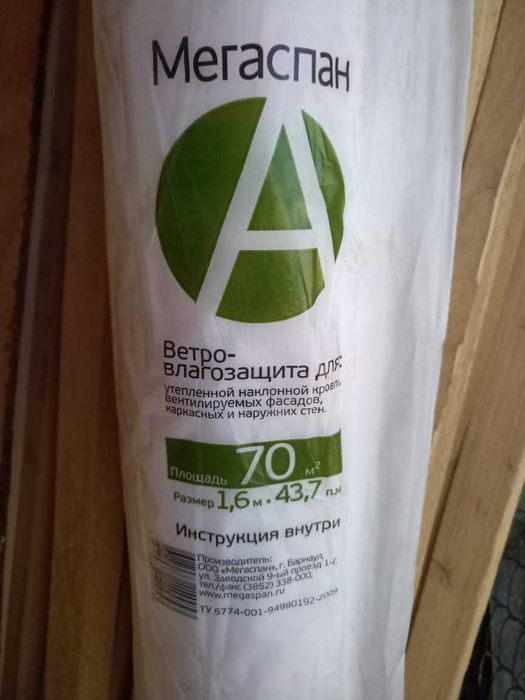 Мегаспан
А
Ветро-
влагозащита для:
утепленной наклонной кровли,
вентилируемых фасадов,
каркасных и наружних стен.
Площадь 70 м²
Размер 1,6 м • 43,7 п.м
Инструкция внутри
Производитель:
ООО «Мегаспан», г. Барнаул,
ул. Заводской 9-ый проезд 1-г,
тел./факс (3852) 338-000,
www.megaspan.ru
ТУ 5774-001-94980192-2009